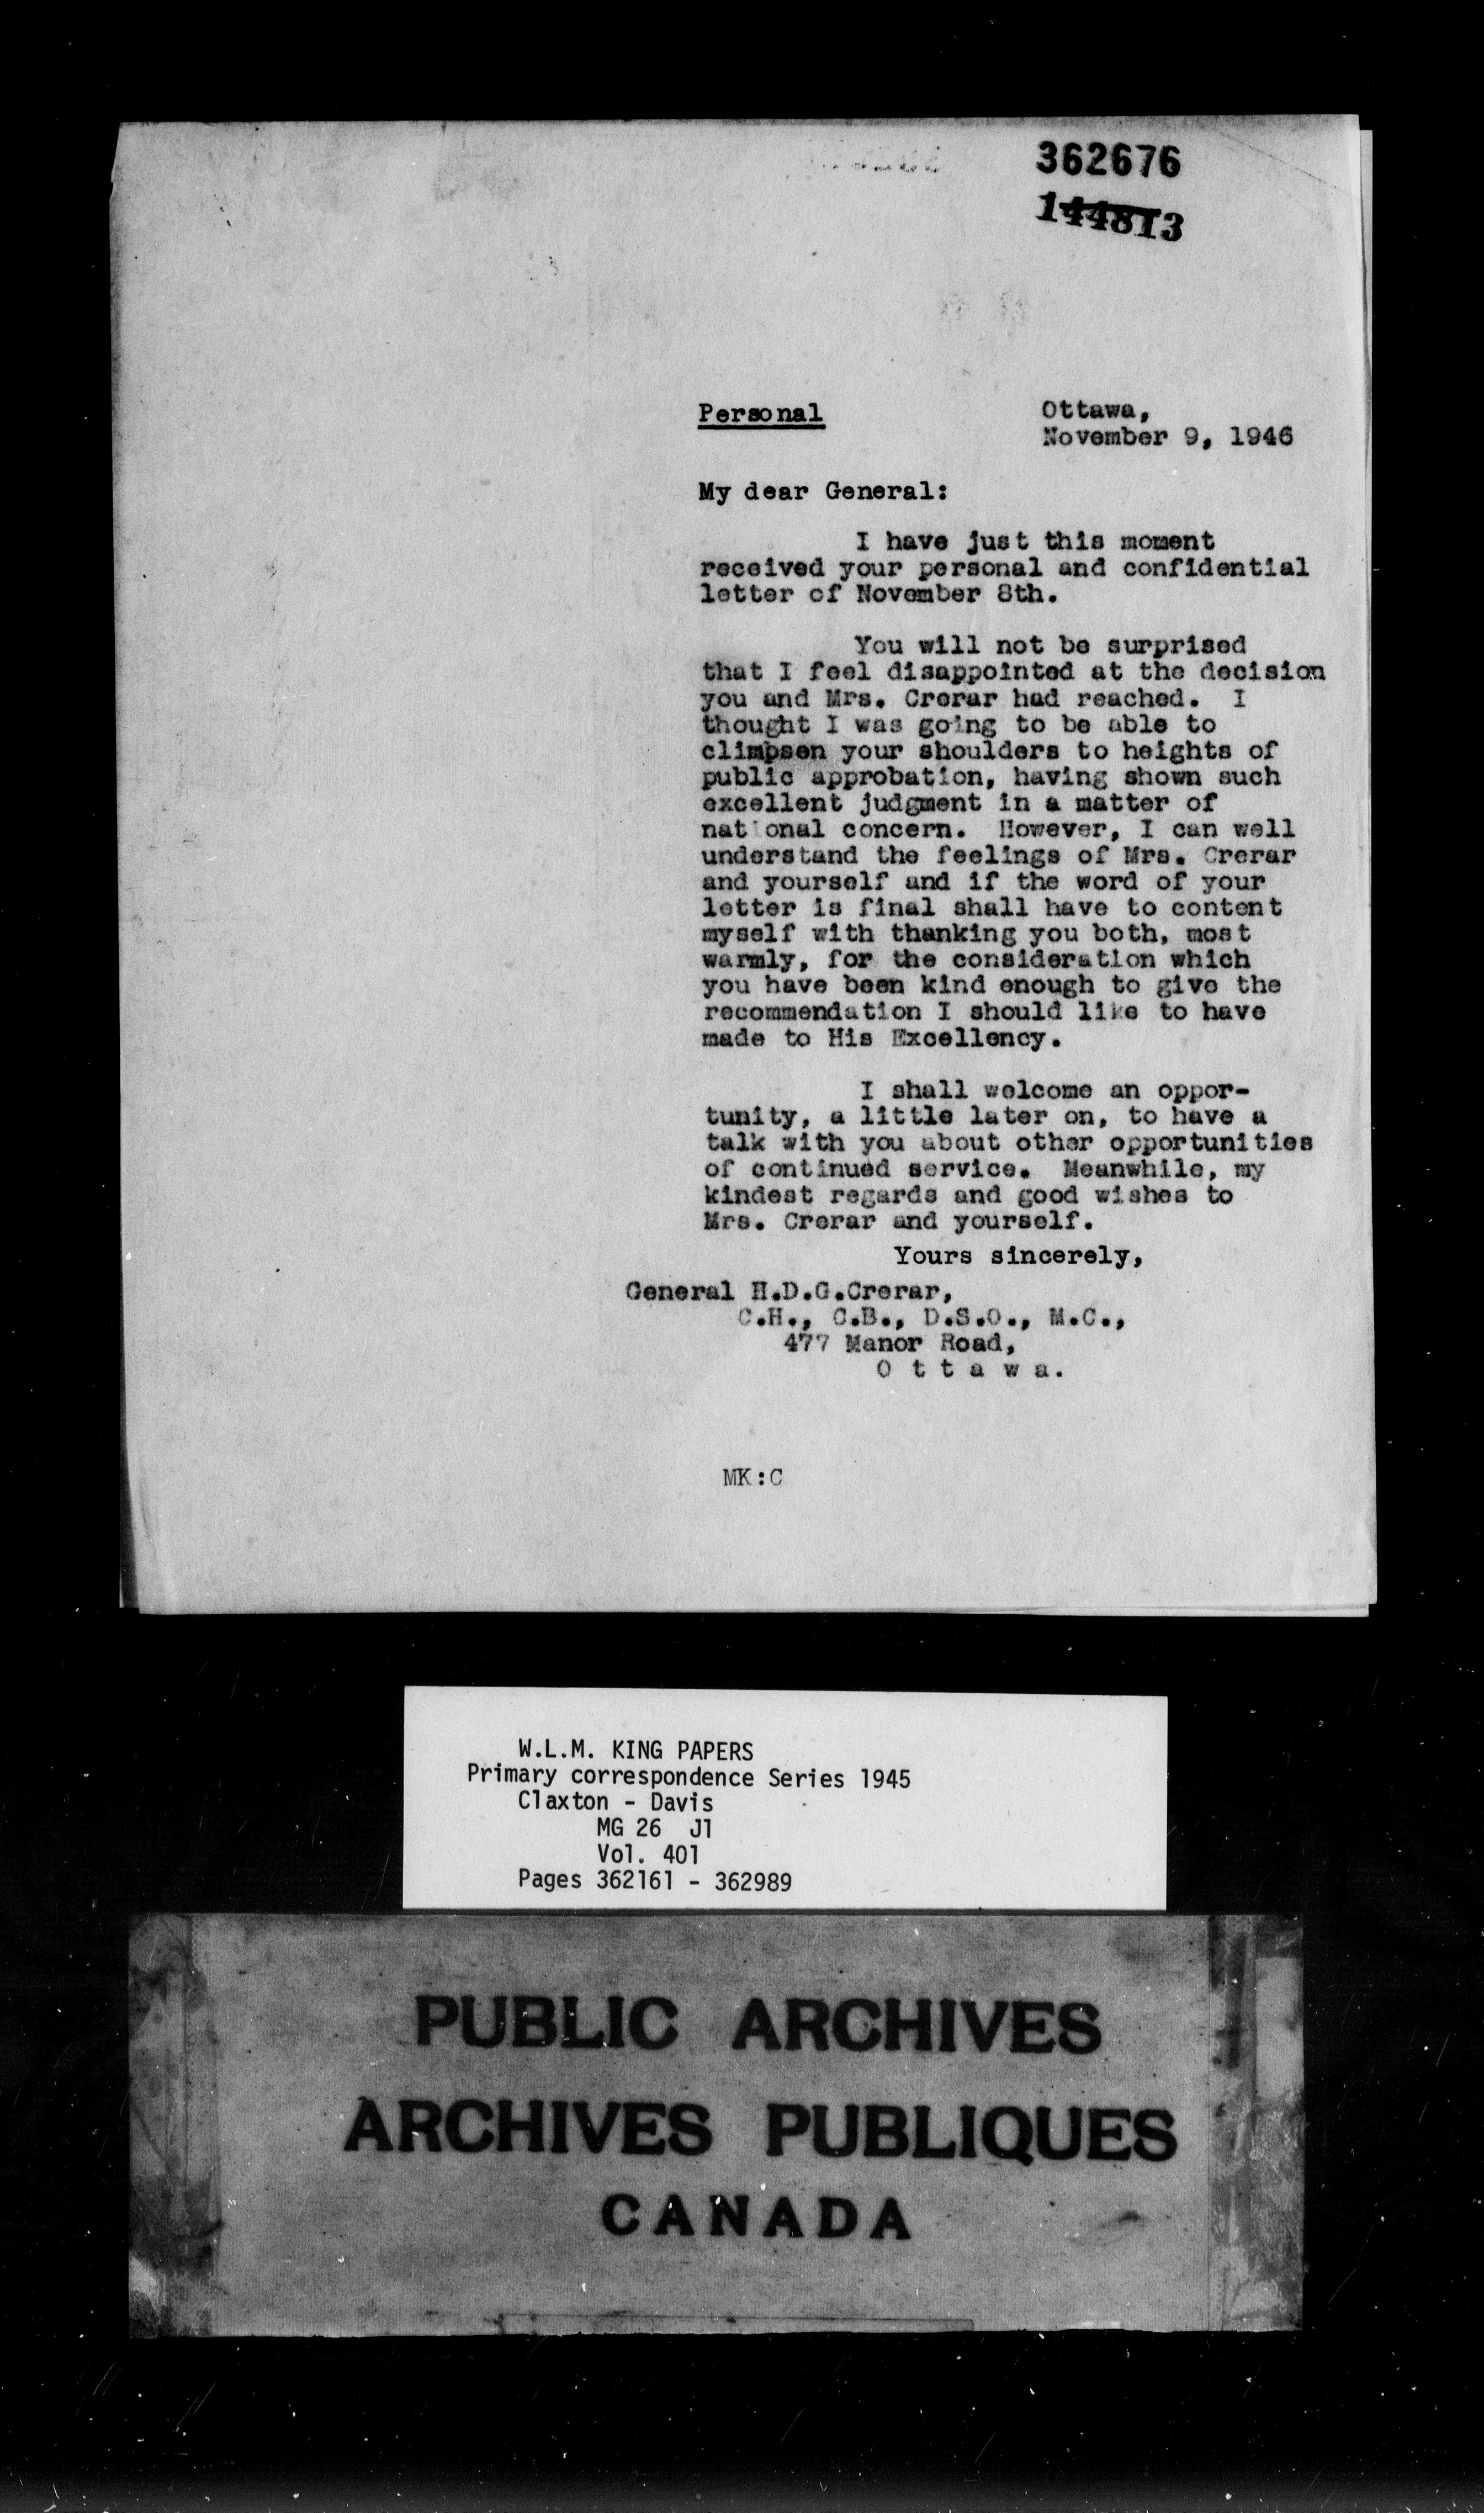 362676
144813
Personal
Ottawa,
November 9, 1946
My dear General:
I have just this moment
received your personal and confidential
letter of November 8th.
You will not be surprised
that I feel disappointed at the decision
you and Mrs. Crerar had reached. I
thought I was going to be able to
climpsen your shoulders to heights of
public approbation, having shown such
excellent judgment in a matter of
national concern. However, I can well
understand the feelings of Mrs. Crerar
and yourself and if the word of your
letter is final shall have to content
myself with thanking you both, most
warmly, for the consideration which
you have been kind enough to give the
recommendation I should like to have
made to His Excellency.
I shall welcome an oppor-
tunity, a little later on, to have a
talk with you about other opportunities
of continued service. Meanwhile, my
kindest regards and good wishes to
Mrs. Crerar and yourself.
Yours sincerely,
General H.D.G.Crerar,
C.H., C.B., D.S.O., M.C.,
477 Manor Road,
O t t a w a.
MK:C
W.L.M. KING PAPERS
Primary correspondence Series 1945
Claxton - Davis
MG 26 J1
Vol. 401
Pages 362161 - 362989
PUBLIC ARCHIVES
ARCHIVES PUBLIQUES
CANADA